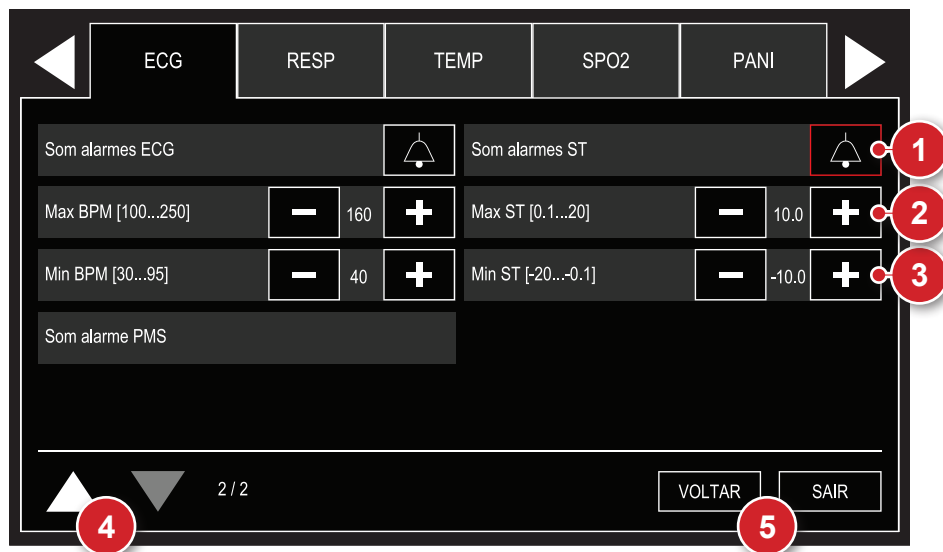 ECG RESP TEMP SPO2 PANI
Som alarmes ECG Som alarmes ST 1
Max BPM [100...250] 160 Max ST [0.1...20] 10.0 2
Min BPM [30...95] 40 Min ST [-20...-0.1] -10.0 3
Som alarme PMS
2 / 2 VOLTAR SAIR
4 5